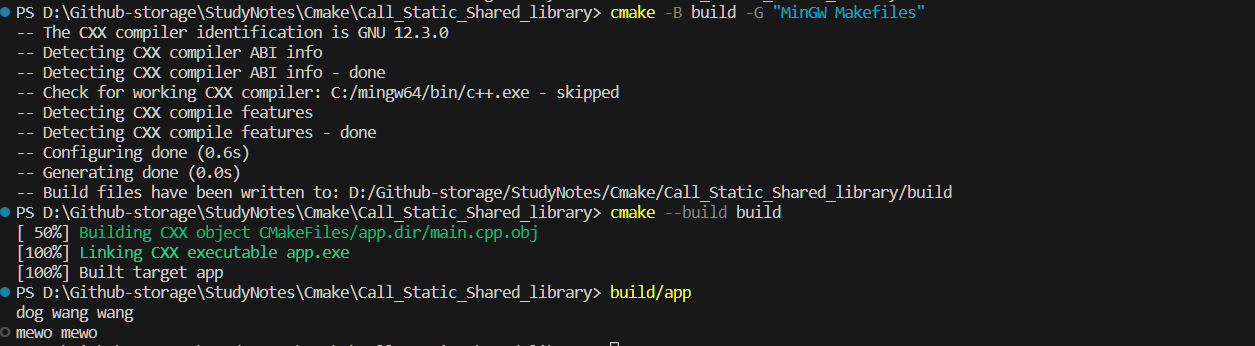 PS D:\Github-storage\StudyNotes\Cmake\Call_Static_Shared_library> cmake -B build -G "MinGW Makefiles"
-- The CXX compiler identification is GNU 12.3.0
-- Detecting CXX compiler ABI info
-- Detecting CXX compiler ABI info - done
-- Check for working CXX compiler: C:/mingw64/bin/c++.exe - skipped
-- Detecting CXX compile features
-- Detecting CXX compile features - done
-- Configuring done (0.6s)
-- Generating done (0.0s)
-- Build files have been written to: D:/Github-storage/StudyNotes/Cmake/Call_Static_Shared_library/build
PS D:\Github-storage\StudyNotes\Cmake\Call_Static_Shared_library> cmake --build build
[ 50%] Building CXX object CMakeFiles/app.dir/main.cpp.obj
[100%] Linking CXX executable app.exe
[100%] Built target app
PS D:\Github-storage\StudyNotes\Cmake\Call_Static_Shared_library> build/app
dog wang wang
mewo mewo